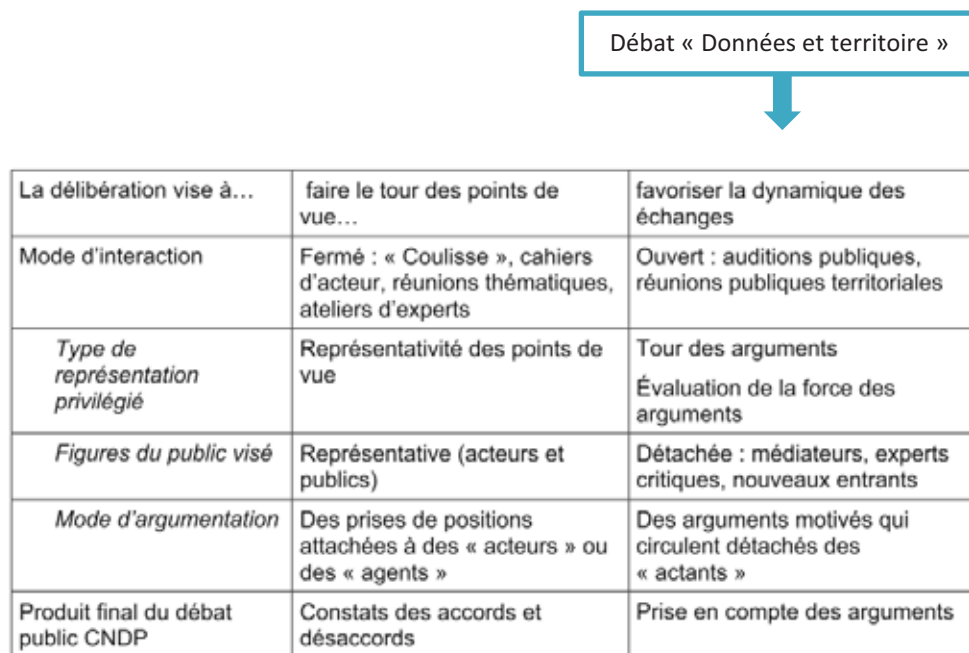 Débat « Données et territoire »
La délibération vise à…
faire le tour des points de
vue…
favoriser la dynamique des
échanges
Mode d'interaction
Fermé : « Coulisse », cahiers
d'acteur, réunions thématiques,
ateliers d'experts
Ouvert : auditions publiques,
réunions publiques territoriales
Type de
représentation
privilégié
Représentativité des points de
vue
Tour des arguments
Évaluation de la force des
arguments
Figures du public visé
Représentative (acteurs et
publics)
Détachée : médiateurs, experts
critiques, nouveaux entrants
Mode d'argumentation
Des prises de positions
attachées à des « acteurs » ou
des « agents »
Des arguments motivés qui
circulent détachés des
« actants »
Produit final du débat
public CNDP
Constats des accords et
désaccords
Prise en compte des arguments